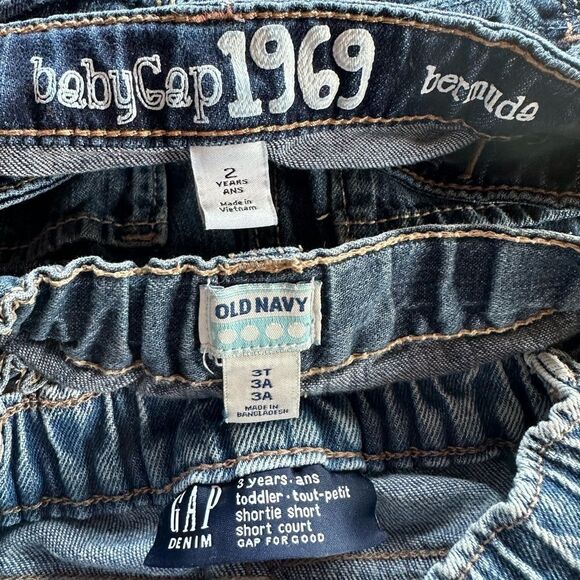 babyGap 1969 bermuda
2
YEARS
ANS
Made in
Vietnam
OLD NAVY
3T
3A
3A
MADE IN
BANGLADESH
GAP
DENIM
3 years · ans
toddler · tout-petit
shortie short
short court
GAP FOR GOOD